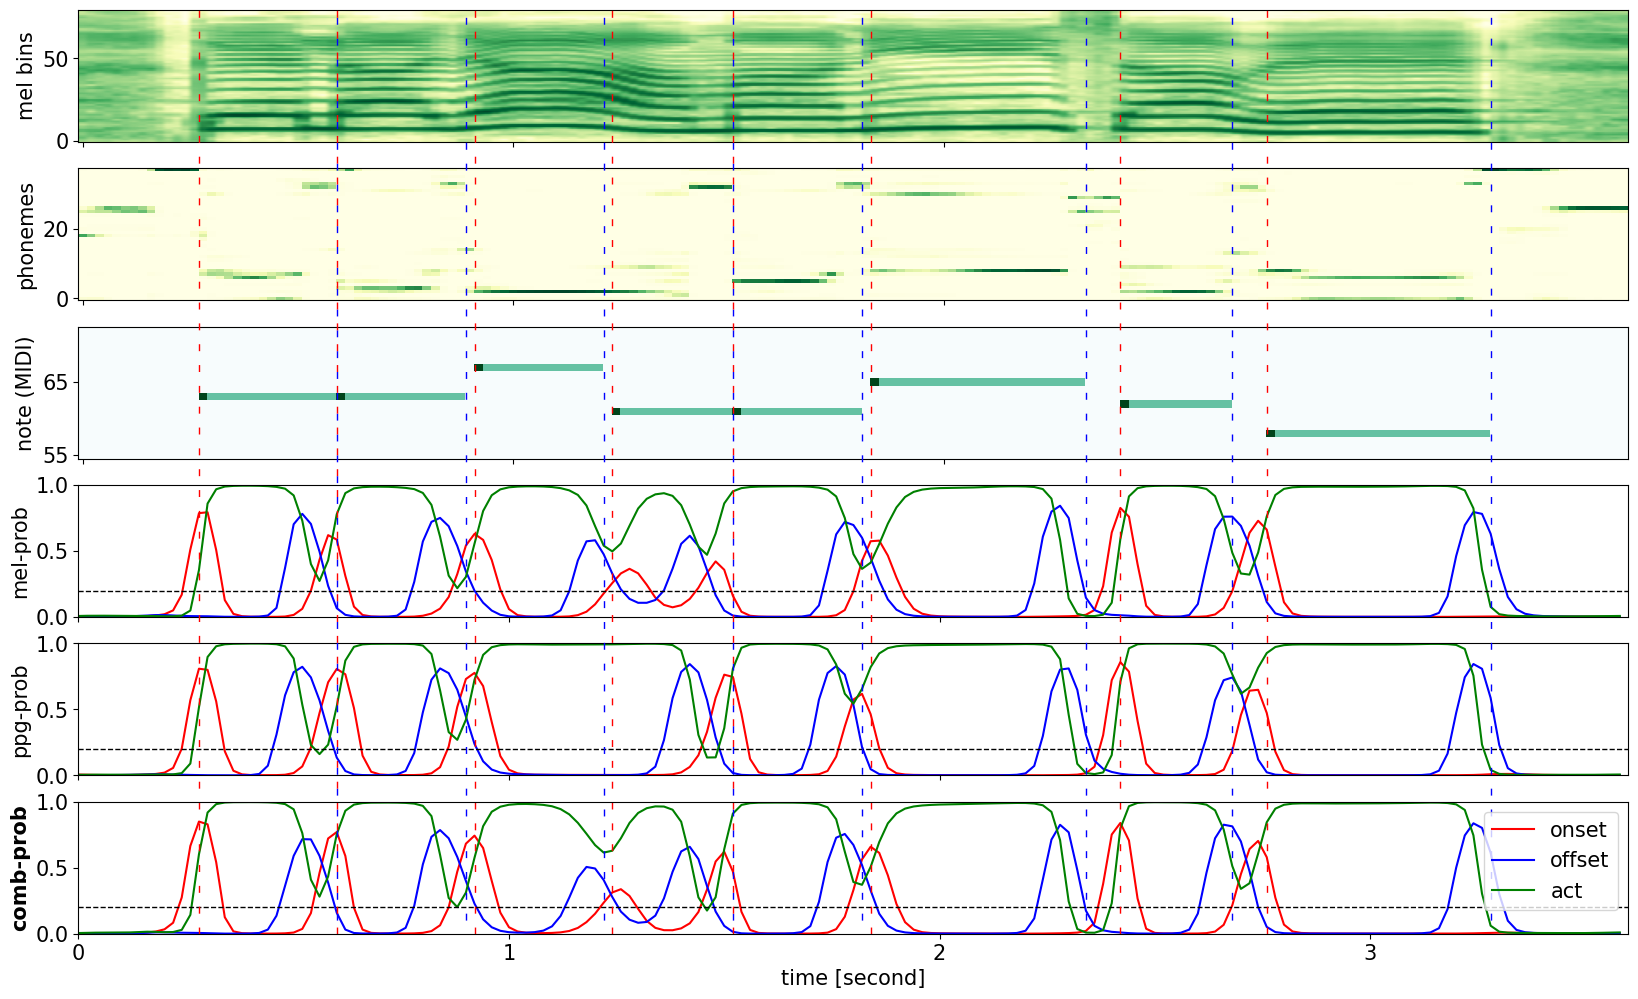 mel bins
50
0
phonemes
20
0
note (MIDI)
65
55
mel-prob
1.0
0.5
0.0
ppg-prob
1.0
0.5
0.0
comb-prob
1.0
0.5
0.0
onset
offset
act
0 1 2 3
time [second]